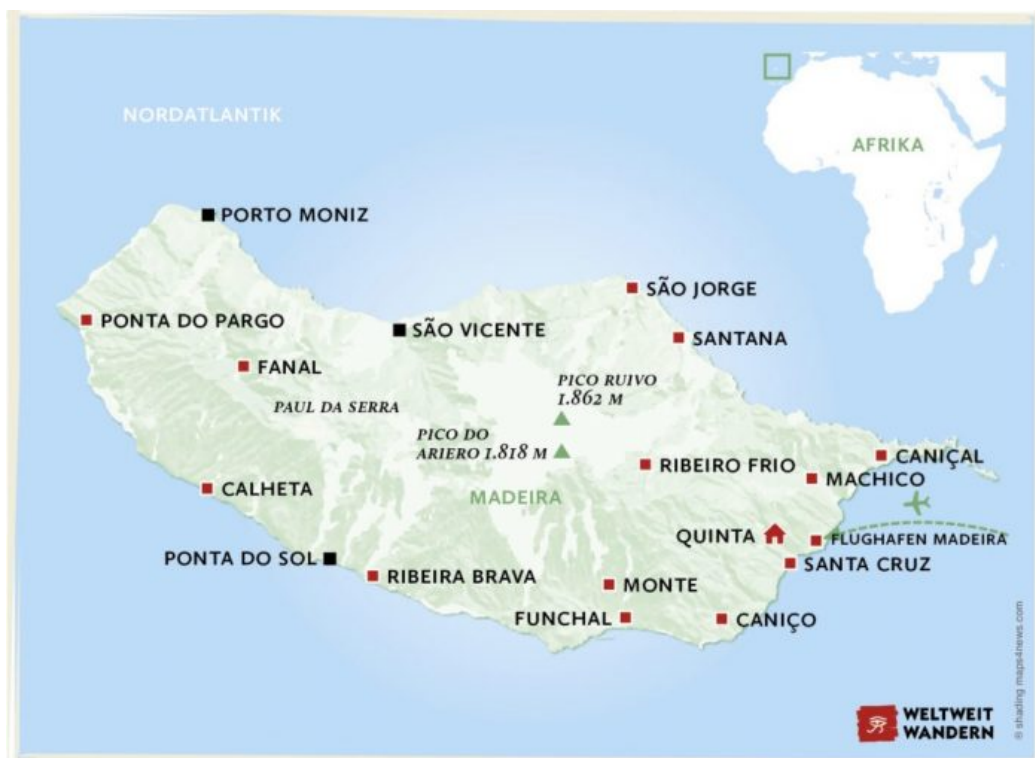 NORDATLANTIK
AFRIKA
PORTO MONIZ
SÃO JORGE
PONTA DO PARGO
SÃO VICENTE
SANTANA
FANAL
PICO RUIVO
1.862 M
PAUL DA SERRA
PICO DO
ARIERO 1.818 M
RIBEIRO FRIO
CANIÇAL
MACHICO
CALHETA
MADEIRA
QUINTA
FLUGHAFEN MADEIRA
PONTA DO SOL
SANTA CRUZ
RIBEIRA BRAVA
MONTE
FUNCHAL
CANIÇO
WELTWEIT
WANDERN
© shading maps4news.com